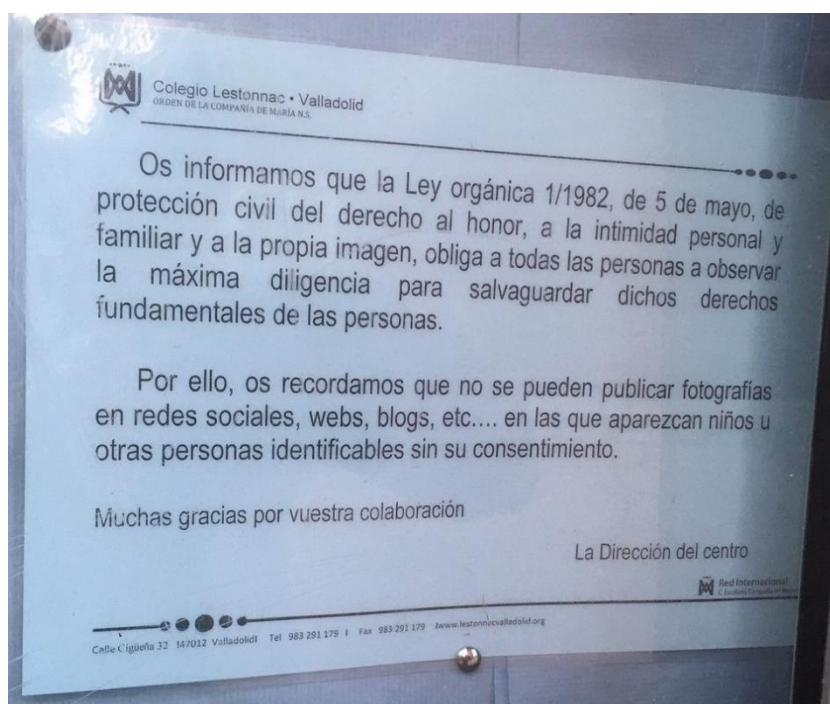 Colegio Lestonnac • Valladolid
ORDEN DE LA COMPAÑÍA DE MARÍA N.S.
Os informamos que la Ley orgánica 1/1982, de 5 de mayo, de
protección civil del derecho al honor, a la intimidad personal y
familiar y a la propia imagen, obliga a todas las personas a observar
la máxima diligencia para salvaguardar dichos derechos
fundamentales de las personas.
Por ello, os recordamos que no se pueden publicar fotografías
en redes sociales, webs, blogs, etc.... en las que aparezcan niños u
otras personas identificables sin su consentimiento.
Muchas gracias por vuestra colaboración
La Dirección del centro
Red Internacional
Calle Cigüeña 32 I47012 ValladolidI Tel 983 291 179 I Fax 983 291 179 Iwww.lestonnacvalladolid.org